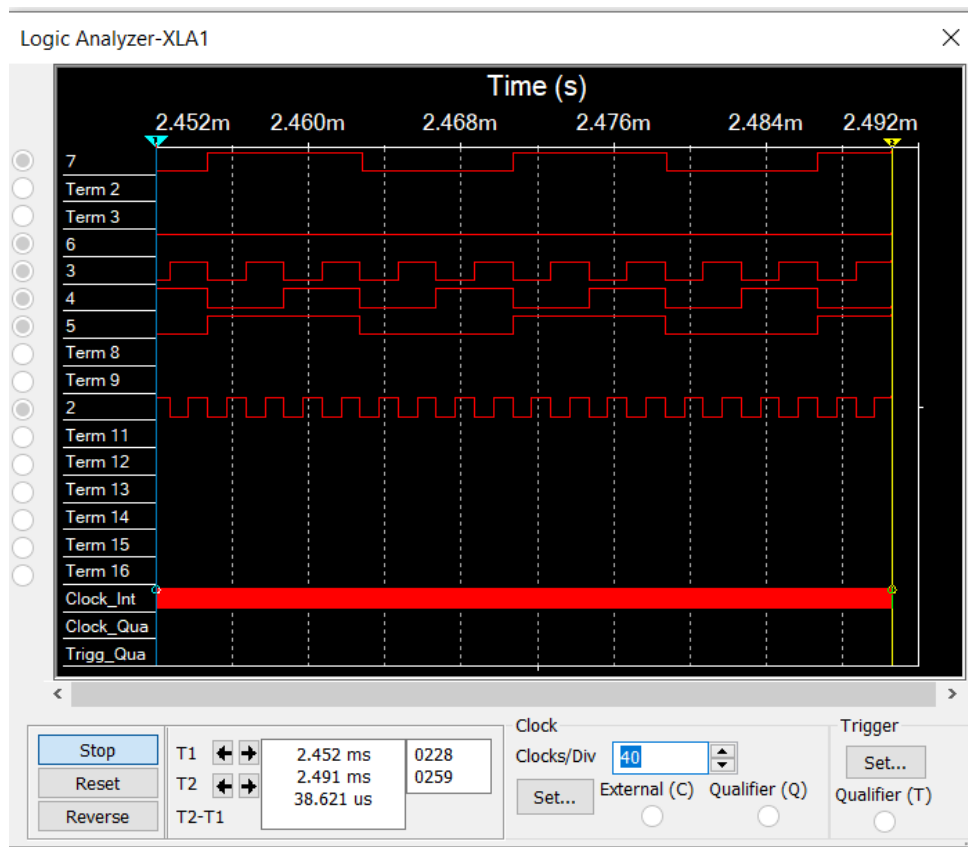 Logic Analyzer-XLA1
Time (s)
2.452m 2.460m 2.468m 2.476m 2.484m 2.492m
7
Term 2
Term 3
6
3
4
5
Term 8
Term 9
2
Term 11
Term 12
Term 13
Term 14
Term 15
Term 16
Clock_Int
Clock_Qua
Trigg_Qua
Stop
Reset
Reverse
T1
T2
T2-T1
2.452 ms
2.491 ms
38.621 us
0228
0259
Clock
Clocks/Div 40
Set...
External (C) Qualifier (Q)
Trigger
Set...
Qualifier (T)